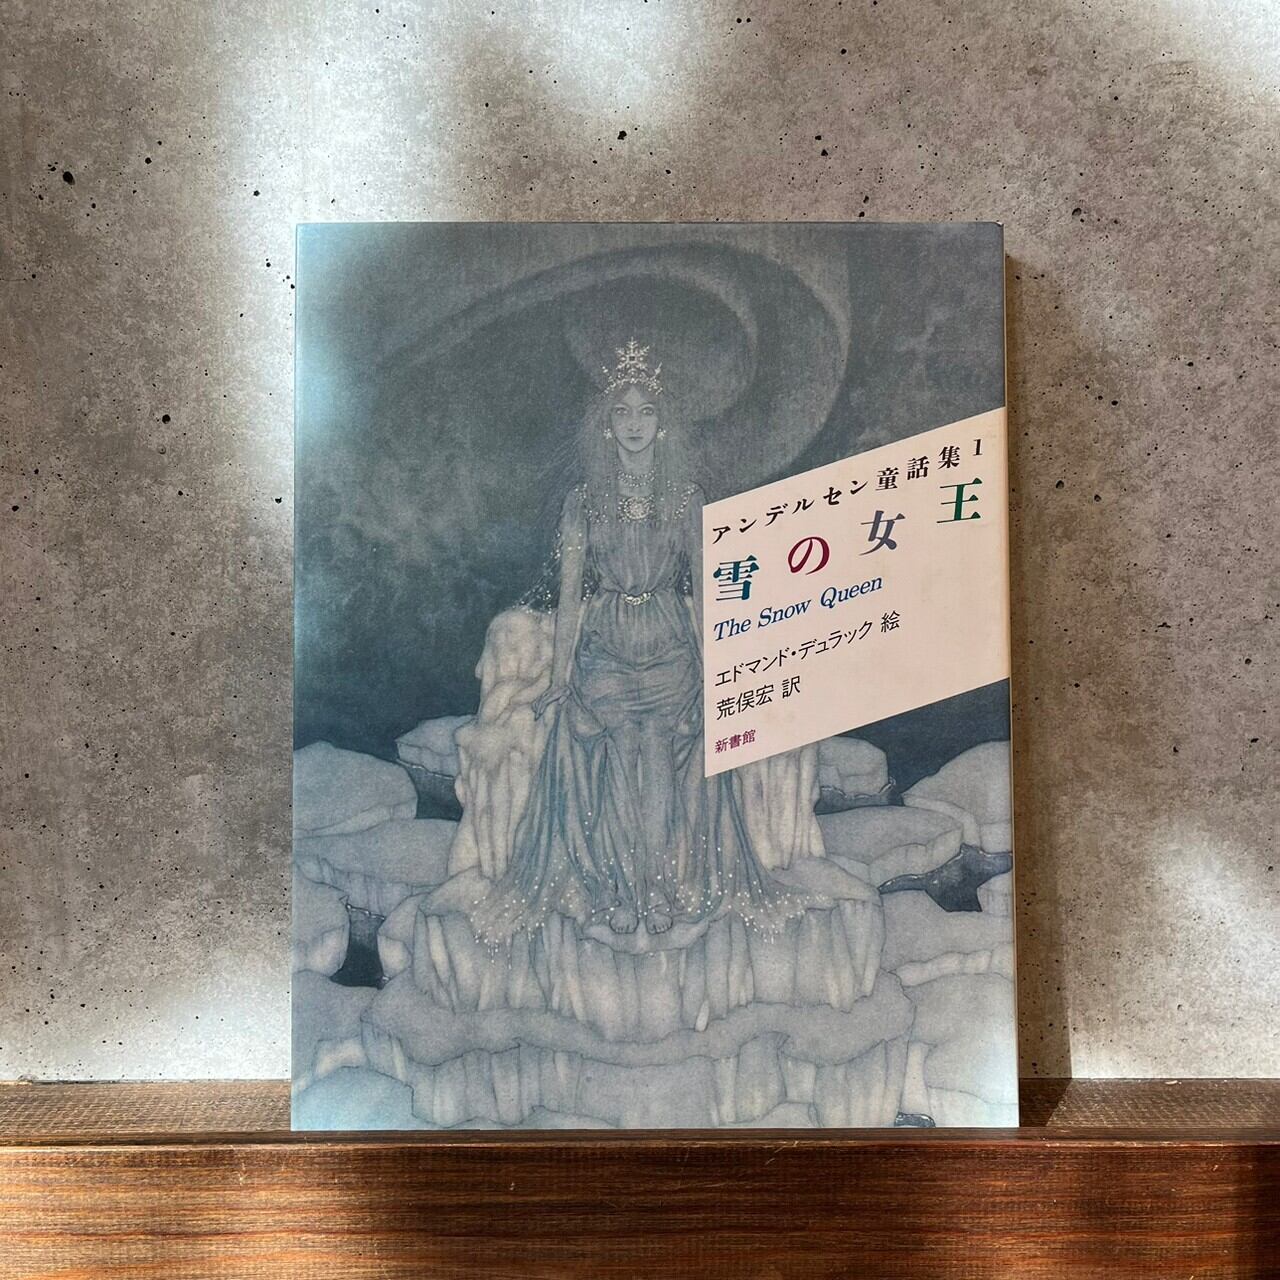 アンデルセン童話集1
雪の女王
The Snow Queen
エドマンド・デュラック 絵
荒俣宏 訳
新書館